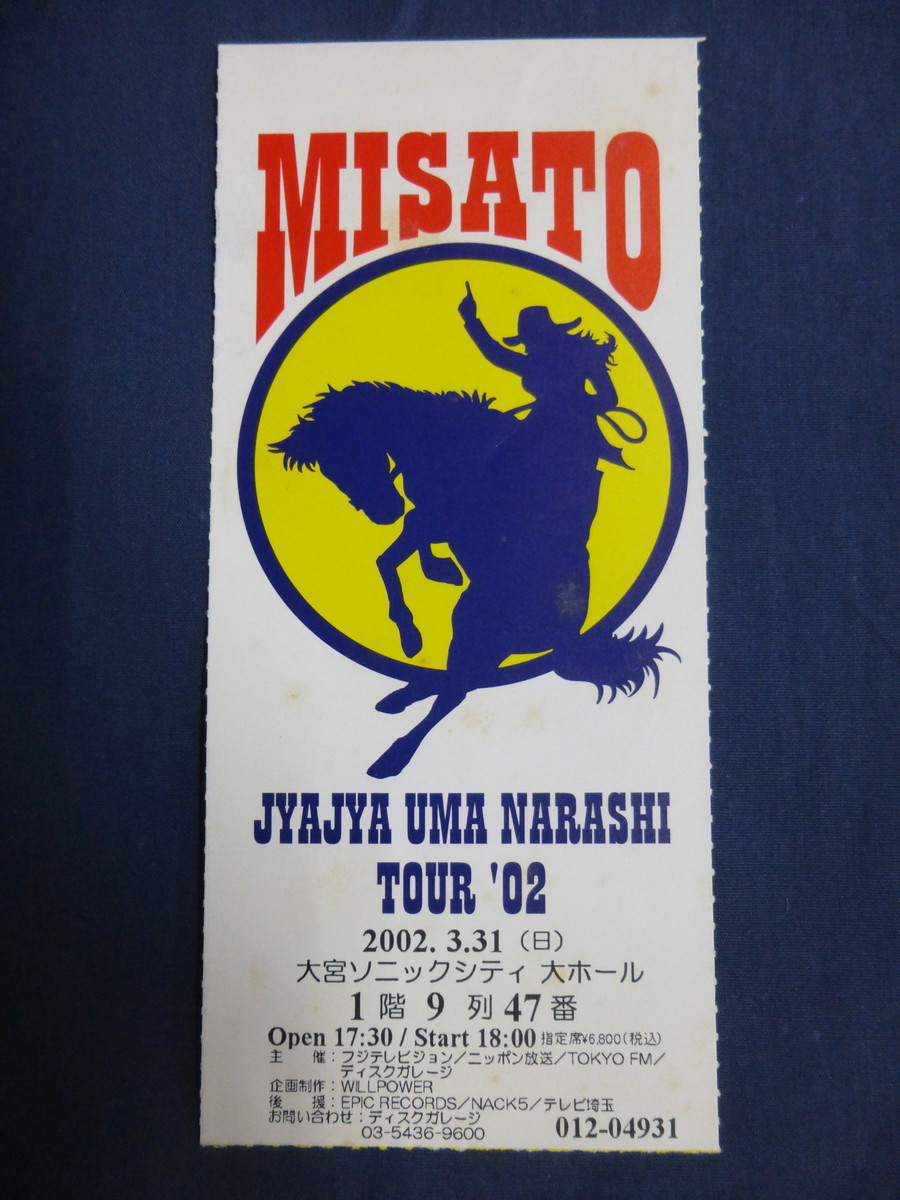 MISATO
JYAJYA UMA NARASHI
TOUR '02
2002. 3.31 (日)
大宮ソニックシティ 大ホール
1 階 9 列 47 番
Open 17:30 / Start 18:00 指定席¥6,800(税込)
主 催:フジテレビジョン/ニッポン放送/TOKYO FM/
ディスクガレージ
企画制作:WILLPOWER
後 援:EPIC RECORDS/NACK5/テレビ埼玉
お問い合わせ:ディスクガレージ
03-5436-9600
012-04931